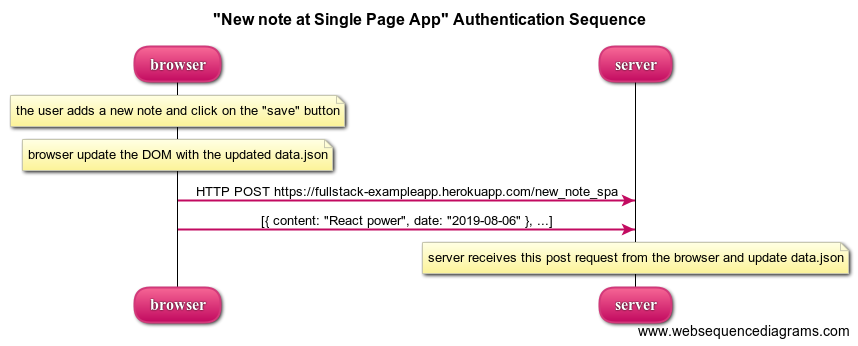 "New note at Single Page App" Authentication Sequence
browser
server
the user adds a new note and click on the "save" button
browser update the DOM with the updated data.json
HTTP POST https://fullstack-exampleapp.herokuapp.com/new_note_spa
[{ content: "React power", date: "2019-08-06" }, ...]
server receives this post request from the browser and update data.json
browser
server
www.websequencediagrams.com